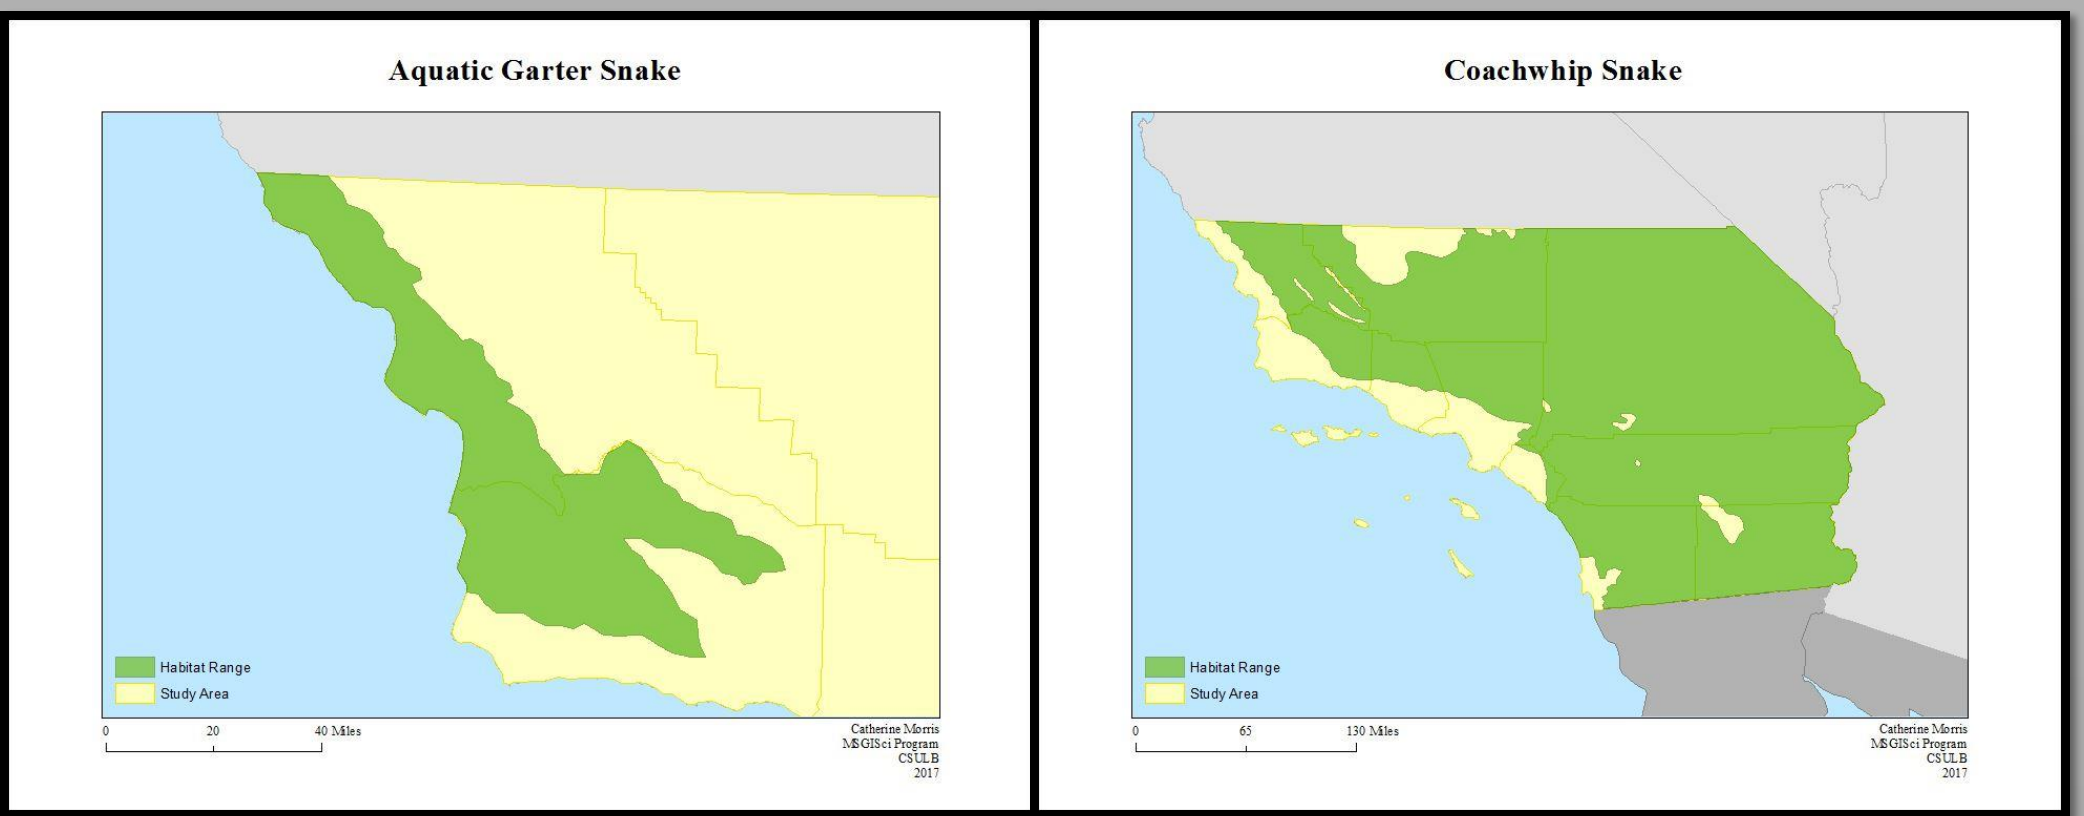 Aquatic Garter Snake
Habitat Range
Study Area
0 20 40 Miles
Catherine Morris
MSGISci Program
CSULB
2017
Coachwhip Snake
Habitat Range
Study Area
0 65 130 Miles
Catherine Morris
MSGISci Program
CSULB
2017